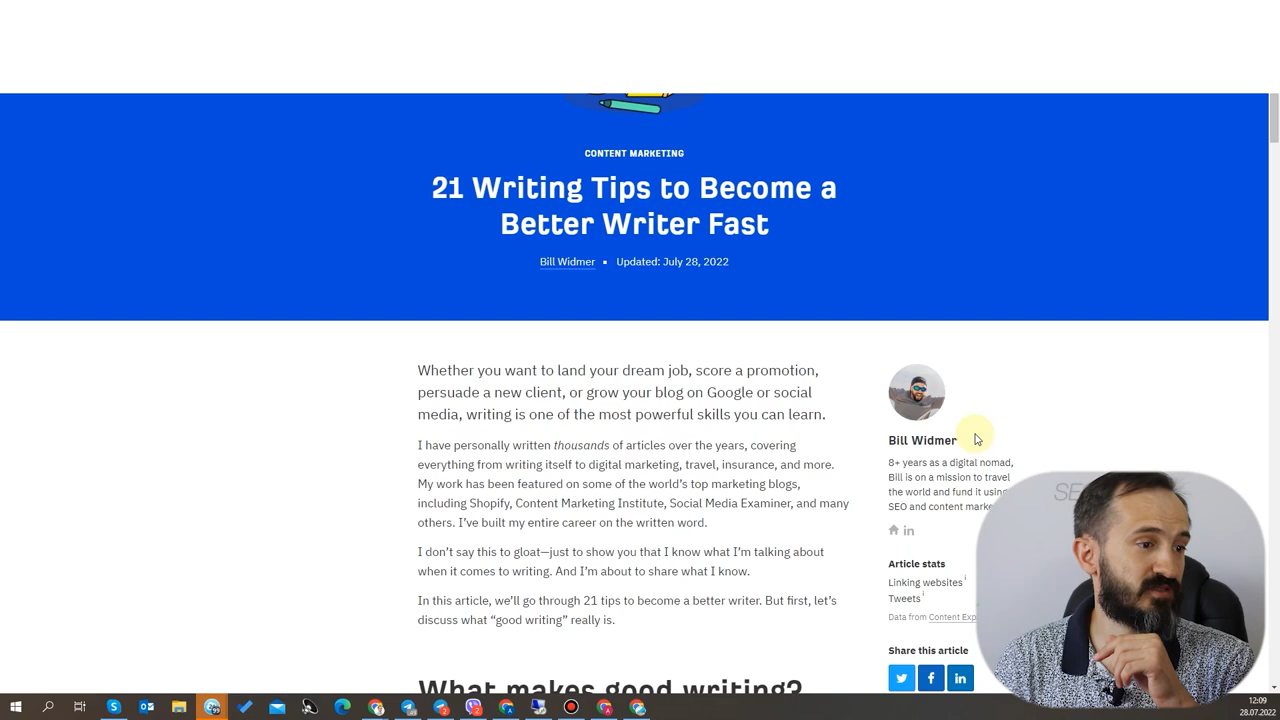 CONTENT MARKETING
21 Writing Tips to Become a
Better Writer Fast
Bill Widmer ▪ Updated: July 28, 2022
Whether you want to land your dream job, score a promotion,
persuade a new client, or grow your blog on Google or social
media, writing is one of the most powerful skills you can learn.
I have personally written thousands of articles over the years, covering
everything from writing itself to digital marketing, travel, insurance, and more.
My work has been featured on some of the world's top marketing blogs,
including Shopify, Content Marketing Institute, Social Media Examiner, and many
others. I've built my entire career on the written word.
I don't say this to gloat—just to show you that I know what I'm talking about
when it comes to writing. And I'm about to share what I know.
In this article, we'll go through 21 tips to become a better writer. But first, let's
discuss what “good writing” really is.
What makes good writing?
Bill Widmer
8+ years as a digital nomad,
Bill is on a mission to travel
the world and fund it using
SEO and content marke
Article stats
Linking websites i
Tweets i
Data from Content Exp
Share this article
12:09
28.07.2022